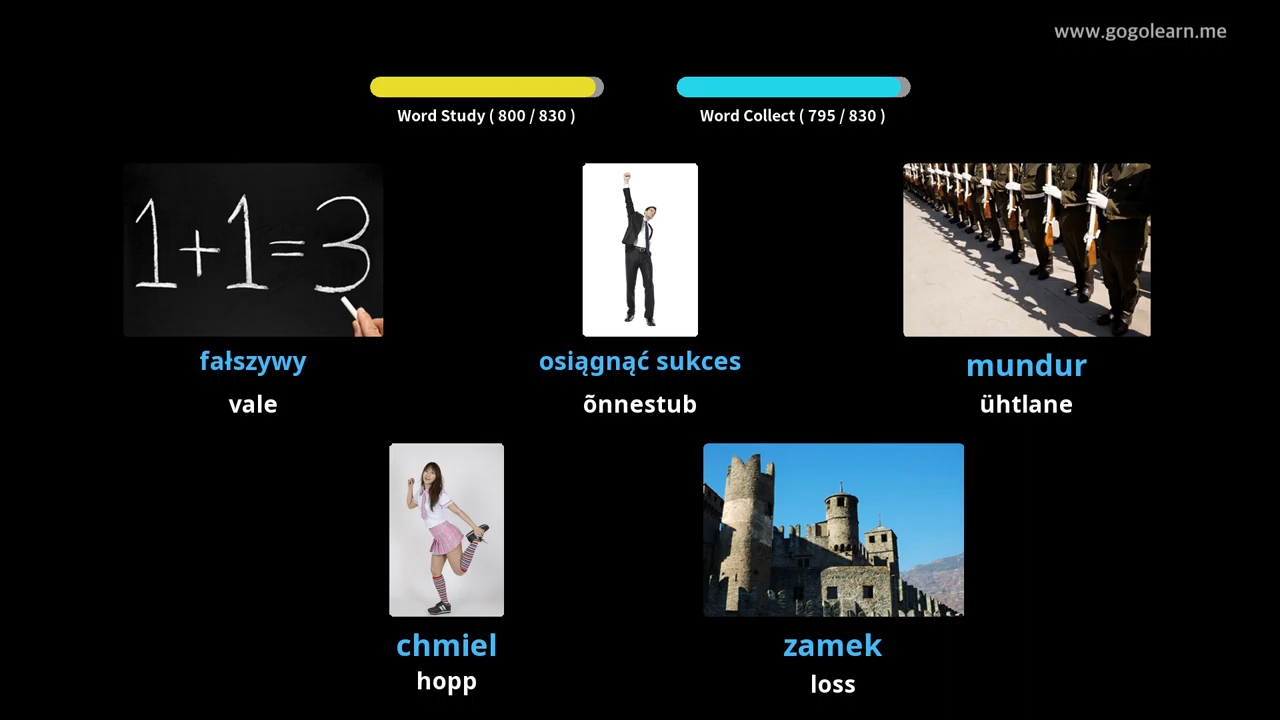 www.gogolearn.me
Word Study ( 800 / 830 )
Word Collect ( 795 / 830 )
1+1=3
fałszywy
osiągnąć sukces
mundur
vale
õnnestub
ühtlane
chmiel
zamek
hopp
loss